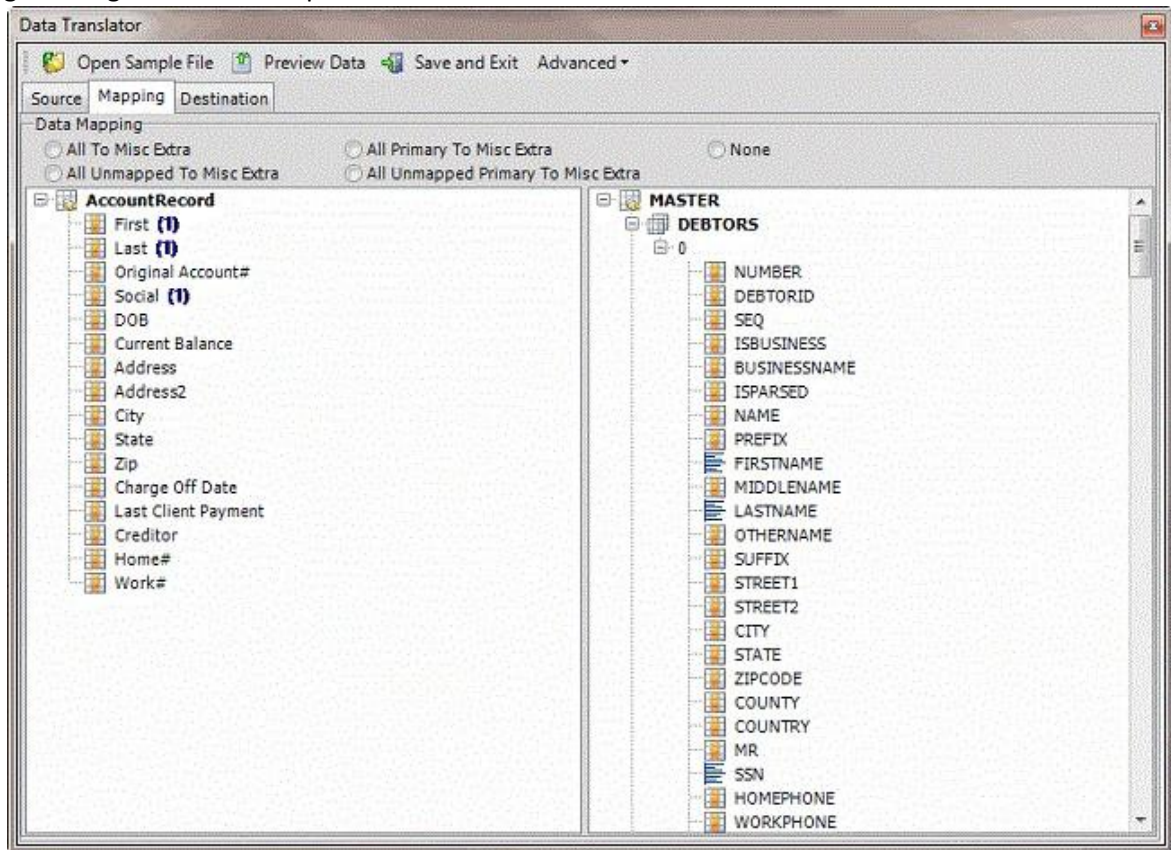 Data Translator
Open Sample File Preview Data Save and Exit Advanced
Source Mapping Destination
Data Mapping
All To Misc Extra All Primary To Misc Extra None
All Unmapped To Misc Extra All Unmapped Primary To Misc Extra
AccountRecord
First (1)
Last (1)
Original Account#
Social (1)
DOB
Current Balance
Address
Address2
City
State
Zip
Charge Off Date
Last Client Payment
Creditor
Home#
Work#
MASTER
DEBTORS
0
NUMBER
DEBTORID
SEQ
ISBUSINESS
BUSINESSNAME
ISPARSED
NAME
PREFIX
FIRSTNAME
MIDDLENAME
LASTNAME
OTHERNAME
SUFFIX
STREET1
STREET2
CITY
STATE
ZIPCODE
COUNTY
COUNTRY
MR
SSN
HOMEPHONE
WORKPHONE